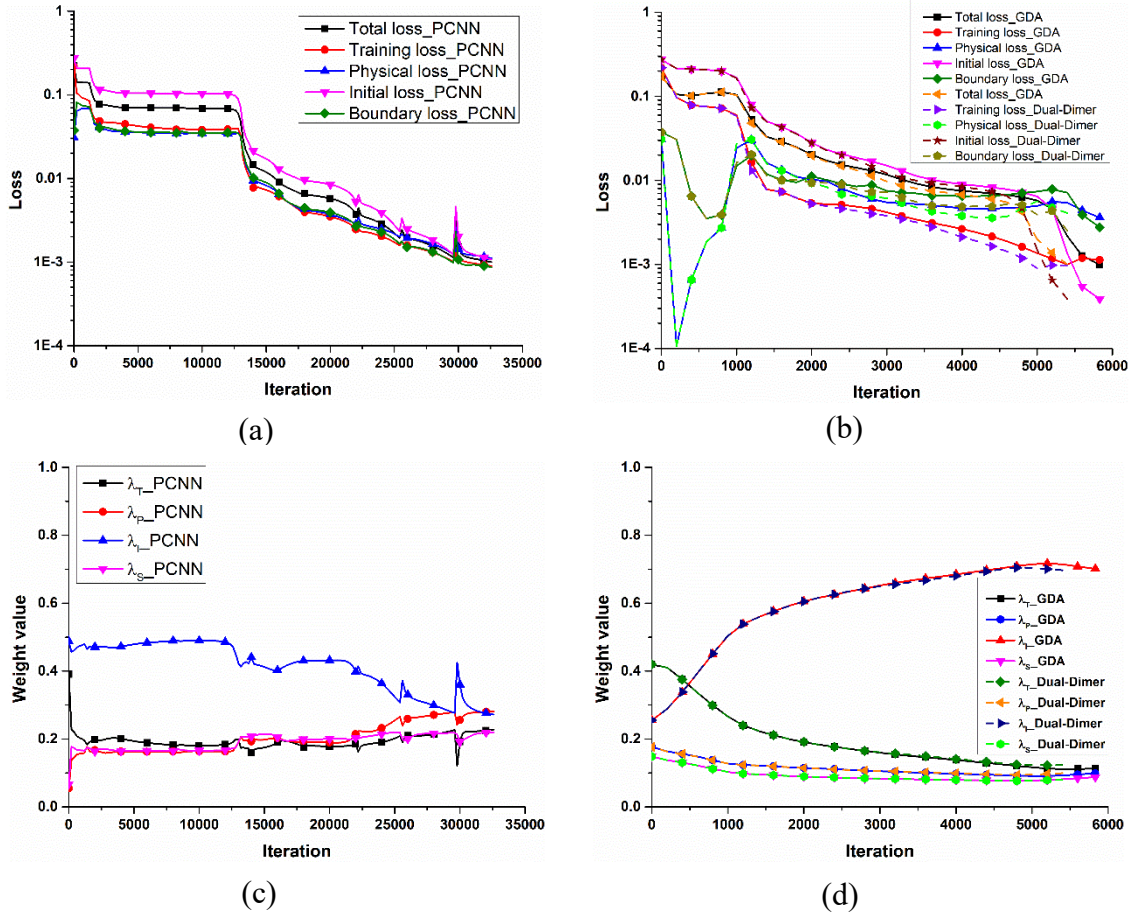 Total loss_PCNN
Training loss_PCNN
Physical loss_PCNN
Initial loss_PCNN
Boundary loss_PCNN
1
0.1
0.01
1E-3
1E-4
Loss
0 5000 10000 15000 20000 25000 30000 35000
Iteration
(a)
Total loss_GDA
Training loss_GDA
Physical loss_GDA
Initial loss_GDA
Boundary loss_GDA
Total loss_GDA
Training loss_Dual-Dimer
Physical loss_Dual-Dimer
Initial loss_Dual-Dimer
Boundary loss_Dual-Dimer
1
0.1
0.01
1E-3
1E-4
Loss
0 1000 2000 3000 4000 5000 6000
Iteration
(b)
λT_PCNN
λP_PCNN
λI_PCNN
λS_PCNN
1.0
0.8
0.6
0.4
0.2
0.0
Weight value
0 5000 10000 15000 20000 25000 30000 35000
Iteration
(c)
1.0
0.8
0.6
0.4
0.2
0.0
Weight value
λT_GDA
λP_GDA
λI_GDA
λS_GDA
λT_Dual-Dimer
λP_Dual-Dimer
λI_Dual-Dimer
λS_Dual-Dimer
0 1000 2000 3000 4000 5000 6000
Iteration
(d)